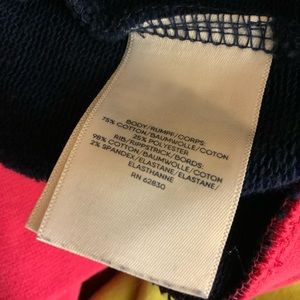 BODY/RUMPF/CORPS:
75% COTTON/BAUMWOLLE/COTON
25% POLYESTER
RIB/RIPPSTRICK/BORDS:
98% COTTON/BAUMWOLLE/COTON
2% SPANDEX/ELASTANE/ELASTANE/
ELASTHANNE
RN 62830